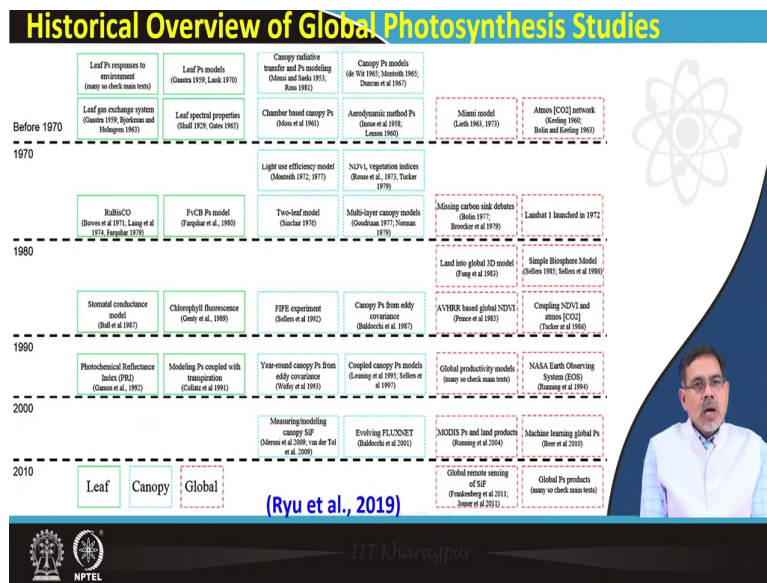 Historical Overview of Global Photosynthesis Studies
Leaf Ps responses to
environment
(many so check main texts)
Leaf Ps models
(Gaastra 1959; Laisk 1970)
Canopy radiative
transfer and Ps modeling
(Monsi and Saeki 1953;
Ross 1981)
Canopy Ps models
(de Wit 1965; Monteith 1965;
Duncan et al 1967)
Before 1970
Leaf gas exchange system
(Gaastra 1959; Björkman and
Holmgren 1963)
Leaf spectral properties
(Shull 1929; Gates 1965)
Chamber based canopy Ps
(Moss et al 1961)
Aerodynamic method Ps
(Inoue et al 1958;
Lemon 1960)
Miami model
(Lieth 1963, 1973)
Atmos [CO2] network
(Keeling 1960;
Bolin and Keeling 1963)
1970
Light use efficiency model
(Monteith 1972; 1977)
NDVI, vegetation indices
(Rouse et al., 1973, Tucker
1979)
RuBisCO
(Bowes et al 1971; Laing et al
1974, Farquhar 1979)
FvCB Ps model
(Farquhar et al., 1980)
Two-leaf model
(Sinclair 1976)
Multi-layer canopy models
(Goudriaan 1977; Norman
1979)
Missing carbon sink debates
(Bolin 1977;
Broecker et al 1979)
Landsat 1 launched in 1972
1980
Land into global 3D model
(Fung et al 1983)
Simple Biosphere Model
(Sellers 1985; Sellers et al 1986)
Stomatal conductance
model
(Ball et al 1987)
Chlorophyll fluorescence
(Genty et al., 1989)
FIFE experiment
(Sellers et al 1992)
Canopy Ps from eddy
covariance
(Baldocchi et al. 1987)
AVHRR based global NDVI
(Prince et al 1985)
Coupling NDVI and
atmos [CO2]
(Tucker at al 1986)
1990
Photochemical Reflectance
Index (PRI)
(Gamon et al., 1992)
Modeling Ps coupled with
transpiration
(Collatz et al 1991)
Year-round canopy Ps from
eddy covariance
(Wofsy et al 1993)
Coupled canopy Ps models
(Leuning et al 1995; Sellers et
al 1997)
Global productivity models
(many so check main texts)
NASA Earth Observing
System (EOS)
(Running et al 1994)
2000
Measuring/modeling
canopy SiF
(Meroni et al 2009; van der Tol
et al. 2009)
Evolving FLUXNET
(Baldocchi et al 2001)
MODIS Ps and land products
(Running et al 2004)
Machine learning global Ps
(Beer et al 2010)
2010
Leaf
Canopy
Global
Global remote sensing
of SiF
(Frankenberg et al 2011;
Joiner et al 2011)
Global Ps products
(many so check main texts)
(Ryu et al., 2019)
IIT Kharagpur
NPTEL